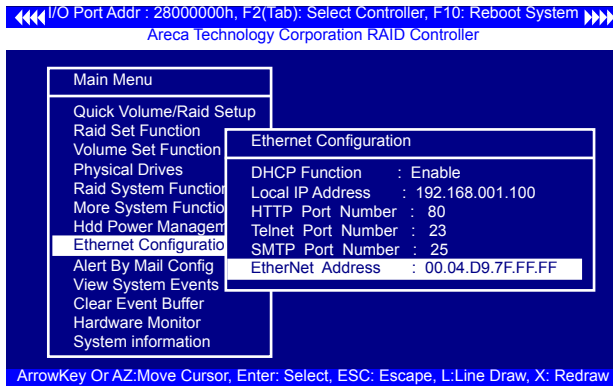 I/O Port Addr : 28000000h, F2(Tab): Select Controller, F10: Reboot System
Areca Technology Corporation RAID Controller
Main Menu
Quick Volume/Raid Setup
Raid Set Function
Volume Set Function
Physical Drives
Raid System Function
More System Functio
Hdd Power Managem
Ethernet Configuratio
Alert By Mail Config
View System Events
Clear Event Buffer
Hardware Monitor
System information
Ethernet Configuration
DHCP Function : Enable
Local IP Address : 192.168.001.100
HTTP Port Number : 80
Telnet Port Number : 23
SMTP Port Number : 25
EtherNet Address : 00.04.D9.7F.FF.FF
ArrowKey Or AZ:Move Cursor, Enter: Select, ESC: Escape, L:Line Draw, X: Redraw